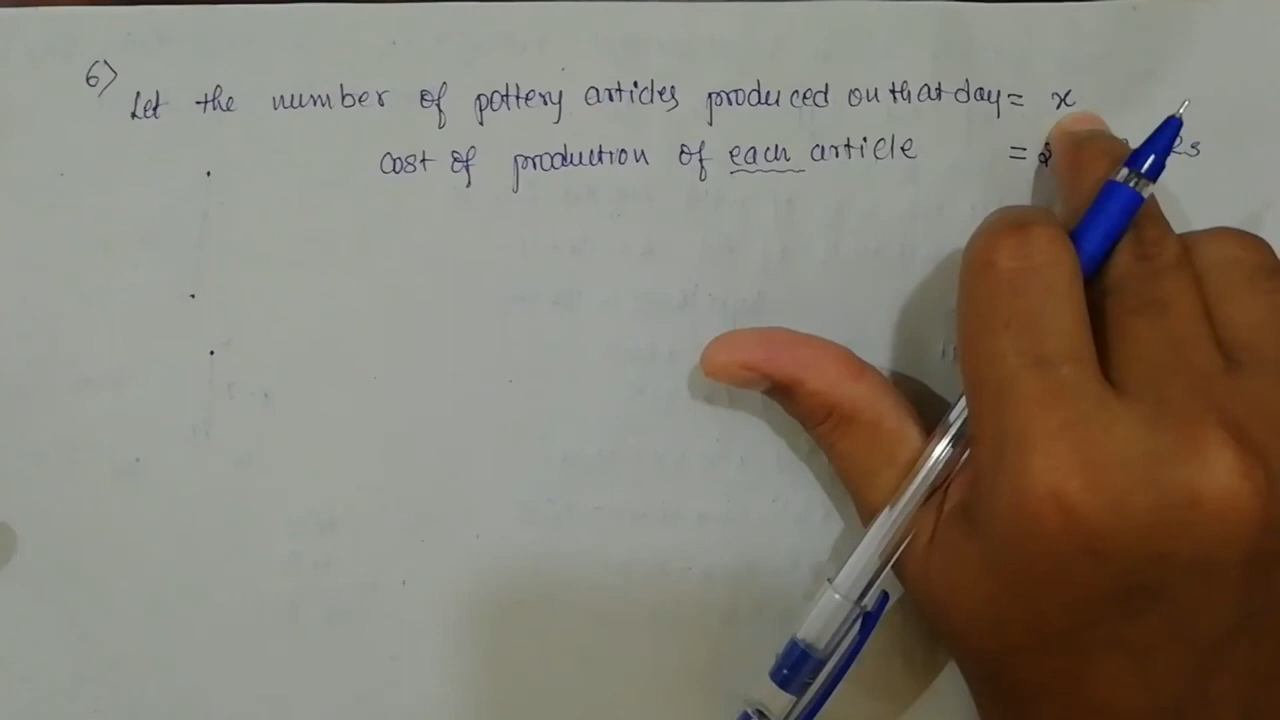 6)
Let the number of pottery articles produced on that day = x
cost of production of each article =